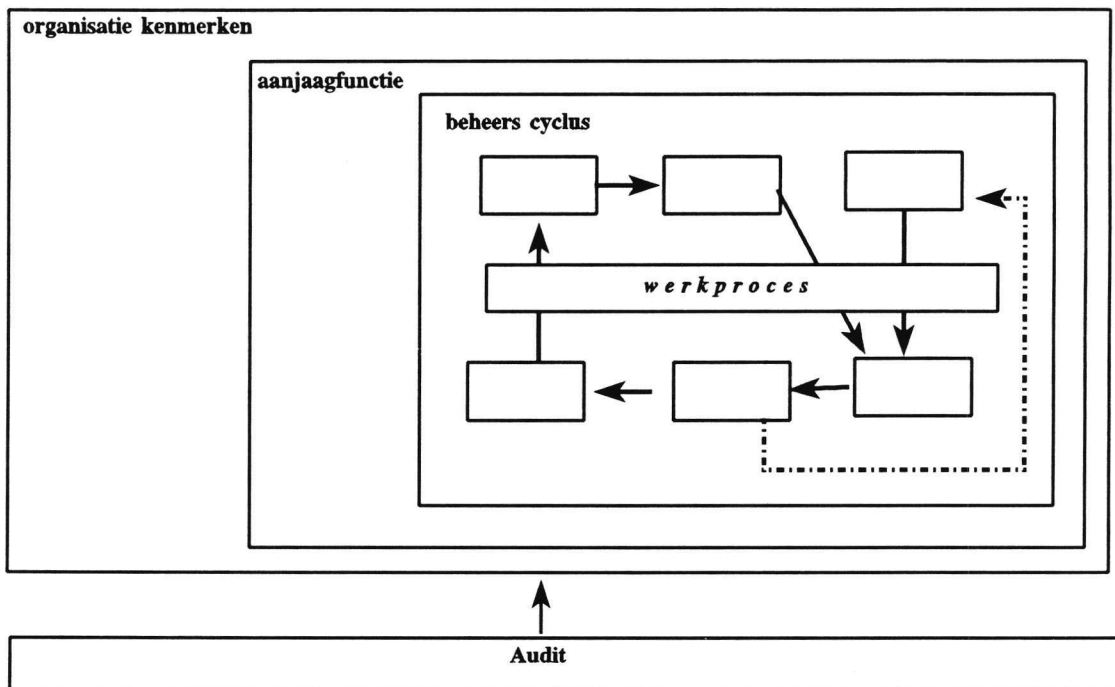 organisatie kenmerken
aanjaagfunctie
beheers cyclus
werkproces
Audit